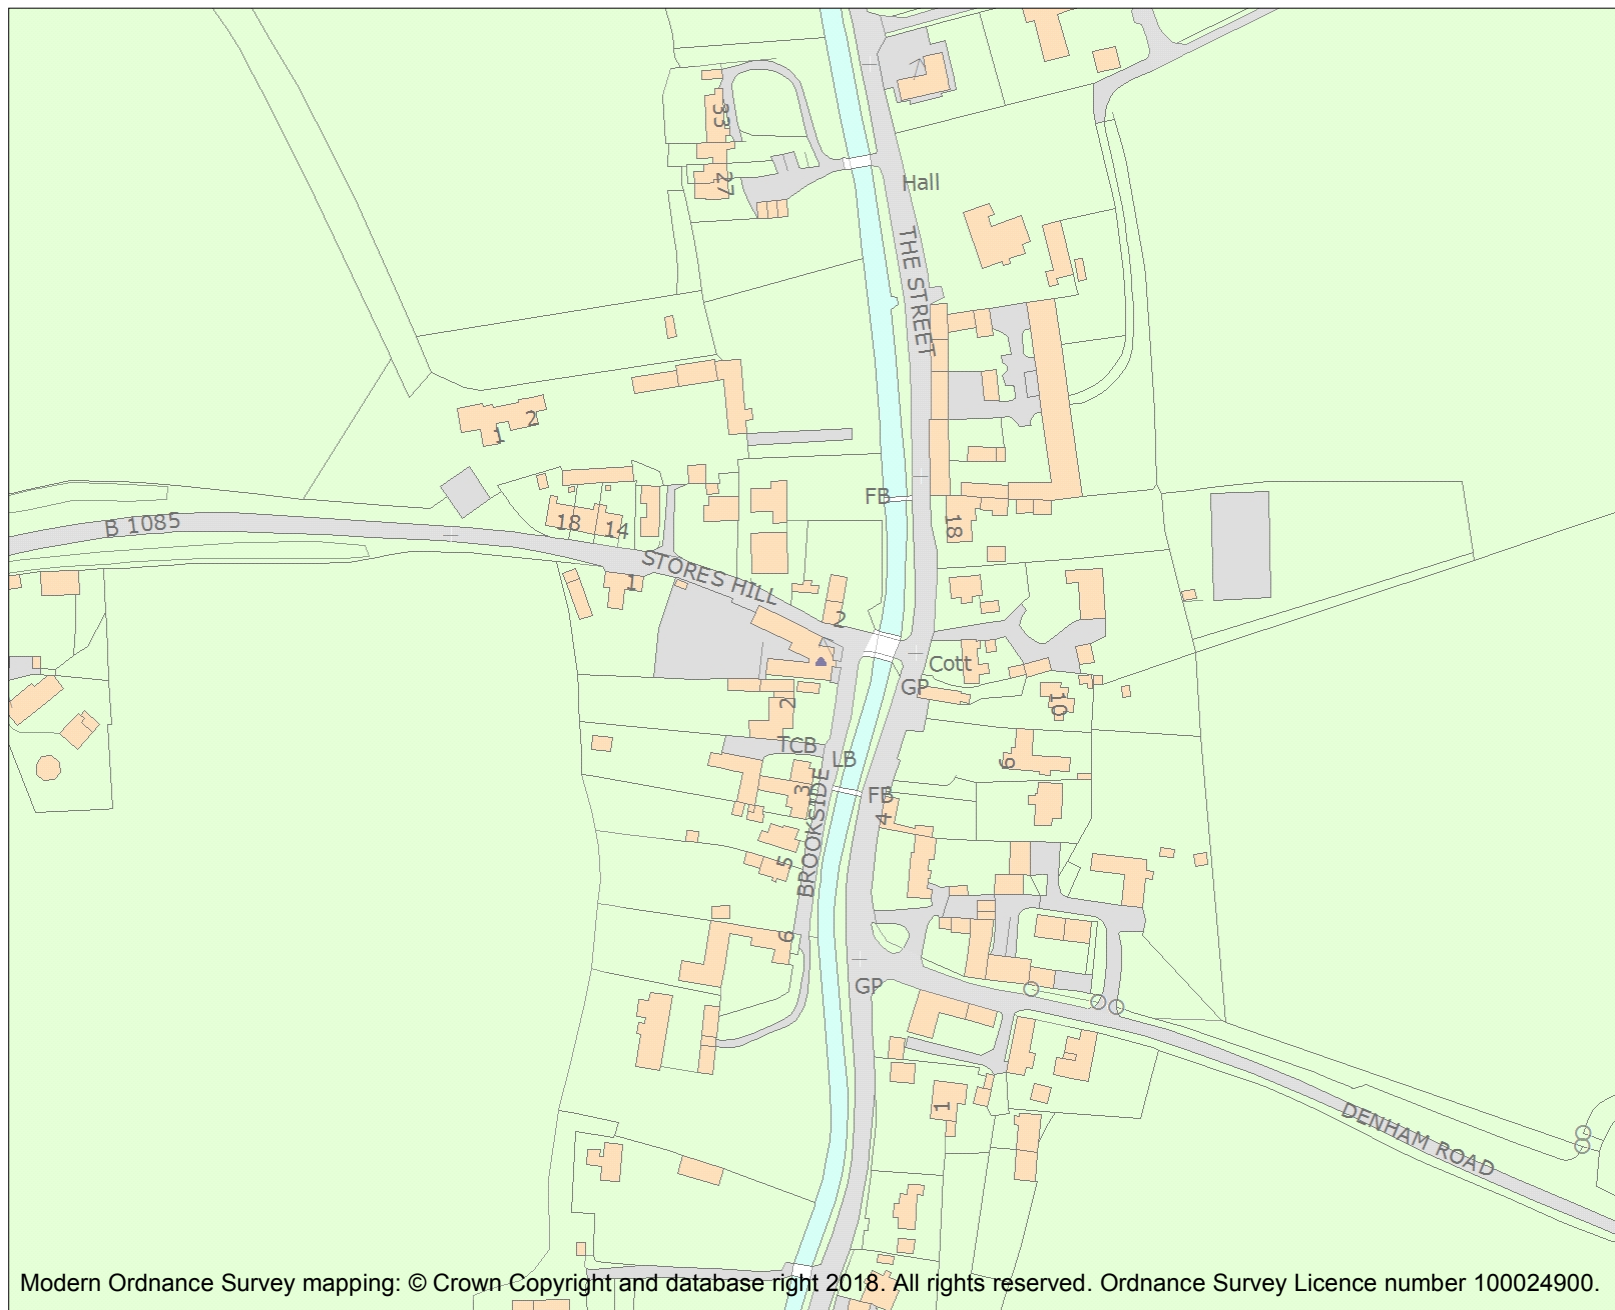 33
Hall
27
THE STREET
2
1
FB
B 1085
18
14
18
STORES HILL
1
2
Cott
GP
2
10
TCB
LB
6
3
FB
4
BROOKSIDE
5
6
GP
1
DENHAM ROAD
Modern Ordnance Survey mapping: © Crown Copyright and database right 2018. All rights reserved. Ordnance Survey Licence number 100024900.